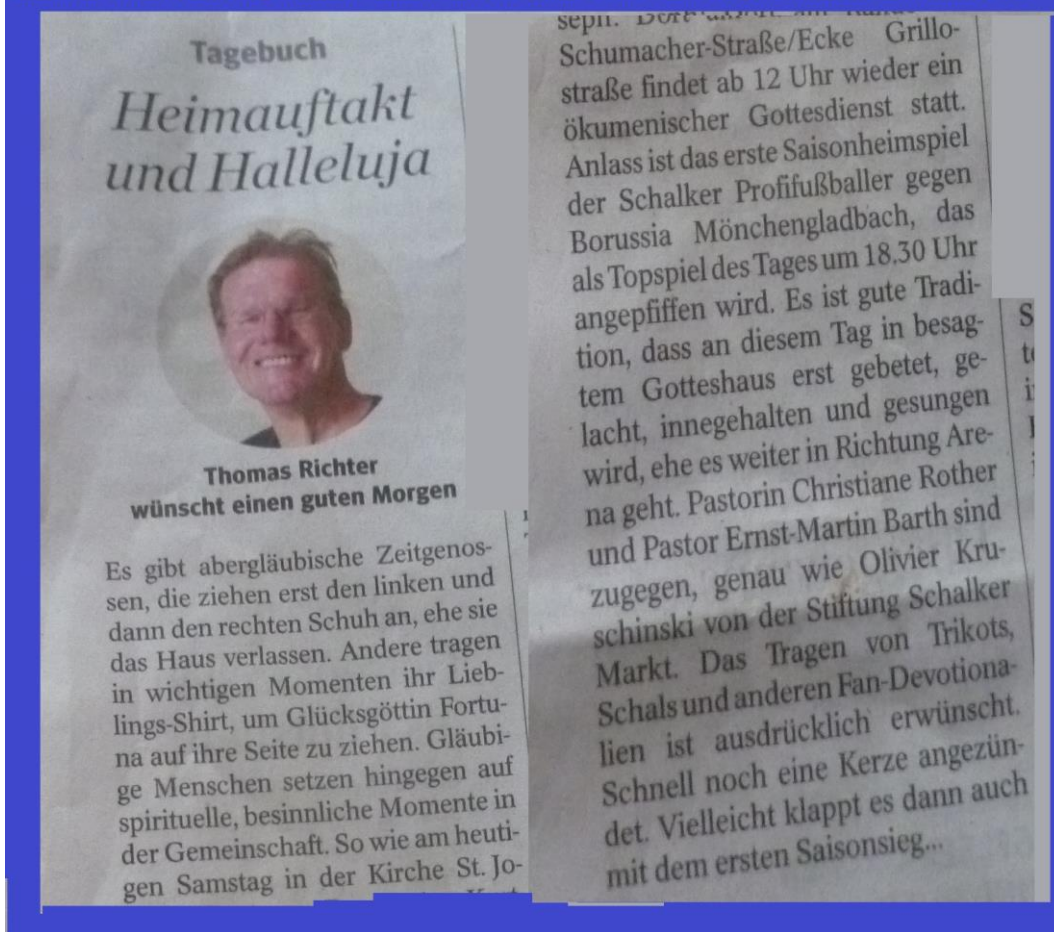 Tagebuch
Heimauftakt
und Halleluja
Thomas Richter
wünscht einen guten Morgen
Es gibt abergläubische Zeitgenos-
sen, die ziehen erst den linken und
dann den rechten Schuh an, ehe sie
das Haus verlassen. Andere tragen
in wichtigen Momenten ihr Lieb-
lings-Shirt, um Glücksgöttin Fortu-
na auf ihre Seite zu ziehen. Gläubi-
ge Menschen setzen hingegen auf
spirituelle, besinnliche Momente in
der Gemeinschaft. So wie am heuti-
gen Samstag in der Kirche St. Jo-
seph.
Schumacher-Straße/Ecke Grillo-
straße findet ab 12 Uhr wieder ein
ökumenischer Gottesdienst statt.
Anlass ist das erste Saisonheimspiel
der Schalker Profifußballer gegen
Borussia Mönchengladbach, das
als Topspiel des Tages um 18.30 Uhr
angepfiffen wird. Es ist gute Tradi-
tion, dass an diesem Tag in besag-
tem Gotteshaus erst gebetet, ge-
lacht, innegehalten und gesungen
wird, ehe es weiter in Richtung Are-
na geht. Pastorin Christiane Rother
und Pastor Ernst-Martin Barth sind
zugegen, genau wie Olivier Kru-
schinski von der Stiftung Schalker
Markt. Das Tragen von Trikots,
Schals und anderen Fan-Devotiona-
lien ist ausdrücklich erwünscht.
Schnell noch eine Kerze angezün-
det. Vielleicht klappt es dann auch
mit dem ersten Saisonsieg...